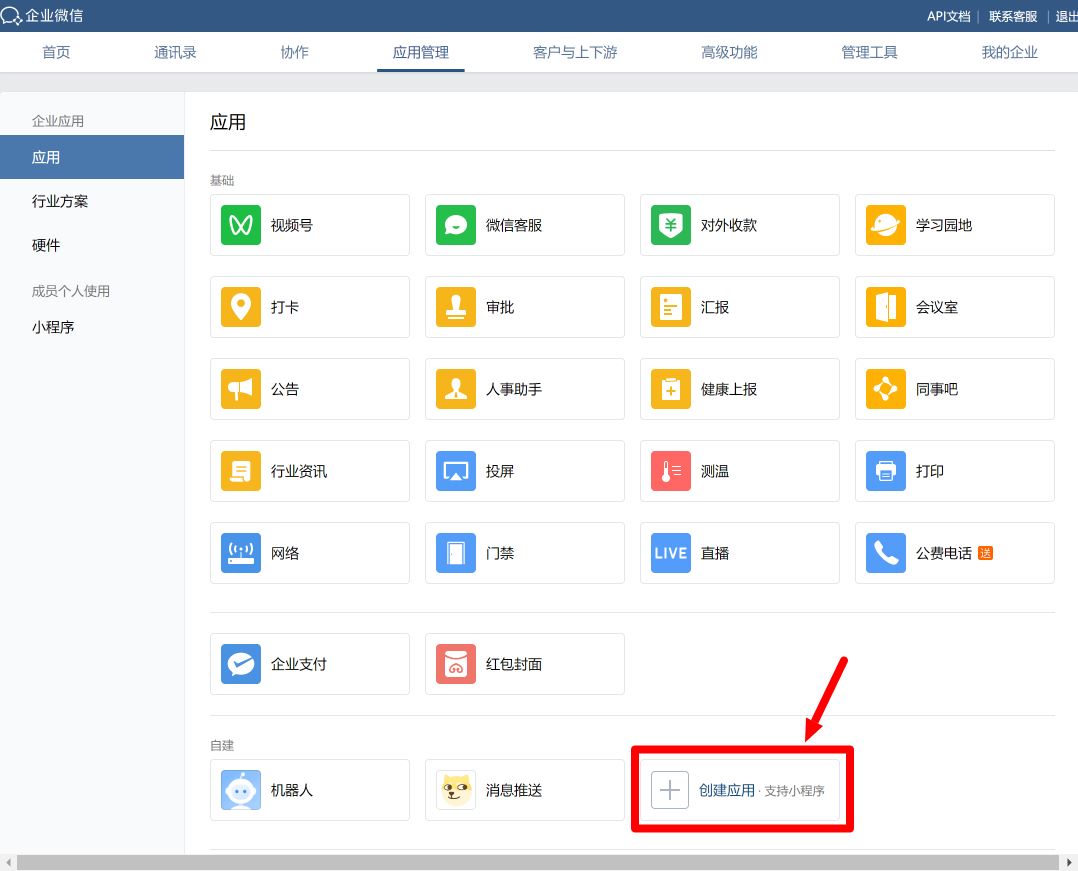 企业微信
API文档 联系客服 退出
首页 通讯录 协作 应用管理 客户与上下游 高级功能 管理工具 我的企业
企业应用
应用
行业方案
硬件
成员个人使用
小程序
应用
基础
视频号 微信客服 对外收款 学习园地
打卡 审批 汇报 会议室
公告 人事助手 健康上报 同事吧
行业资讯 投屏 测温 打印
网络 门禁 LIVE 直播 公费电话 送
企业支付 红包封面
自建
机器人 消息推送 创建应用 · 支持小程序